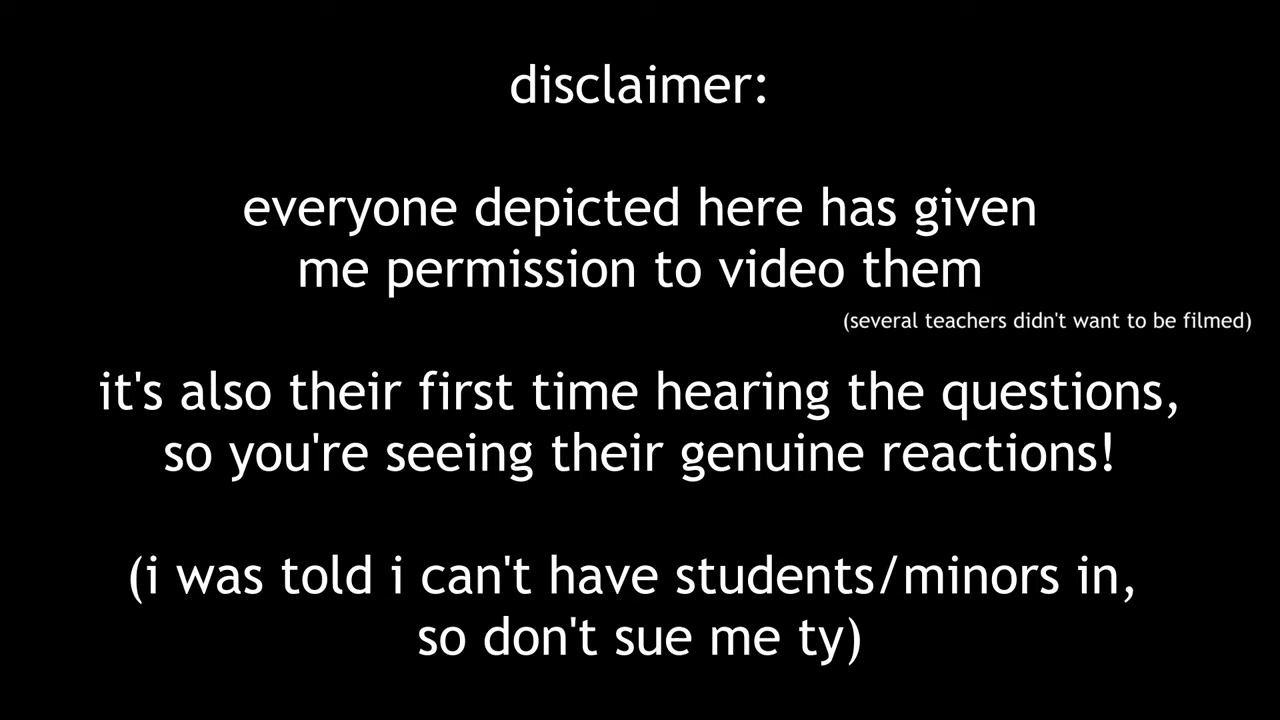 disclaimer:
everyone depicted here has given
me permission to video them
(several teachers didn't want to be filmed)
it's also their first time hearing the questions,
so you're seeing their genuine reactions!
(i was told i can't have students/minors in,
so don't sue me ty)